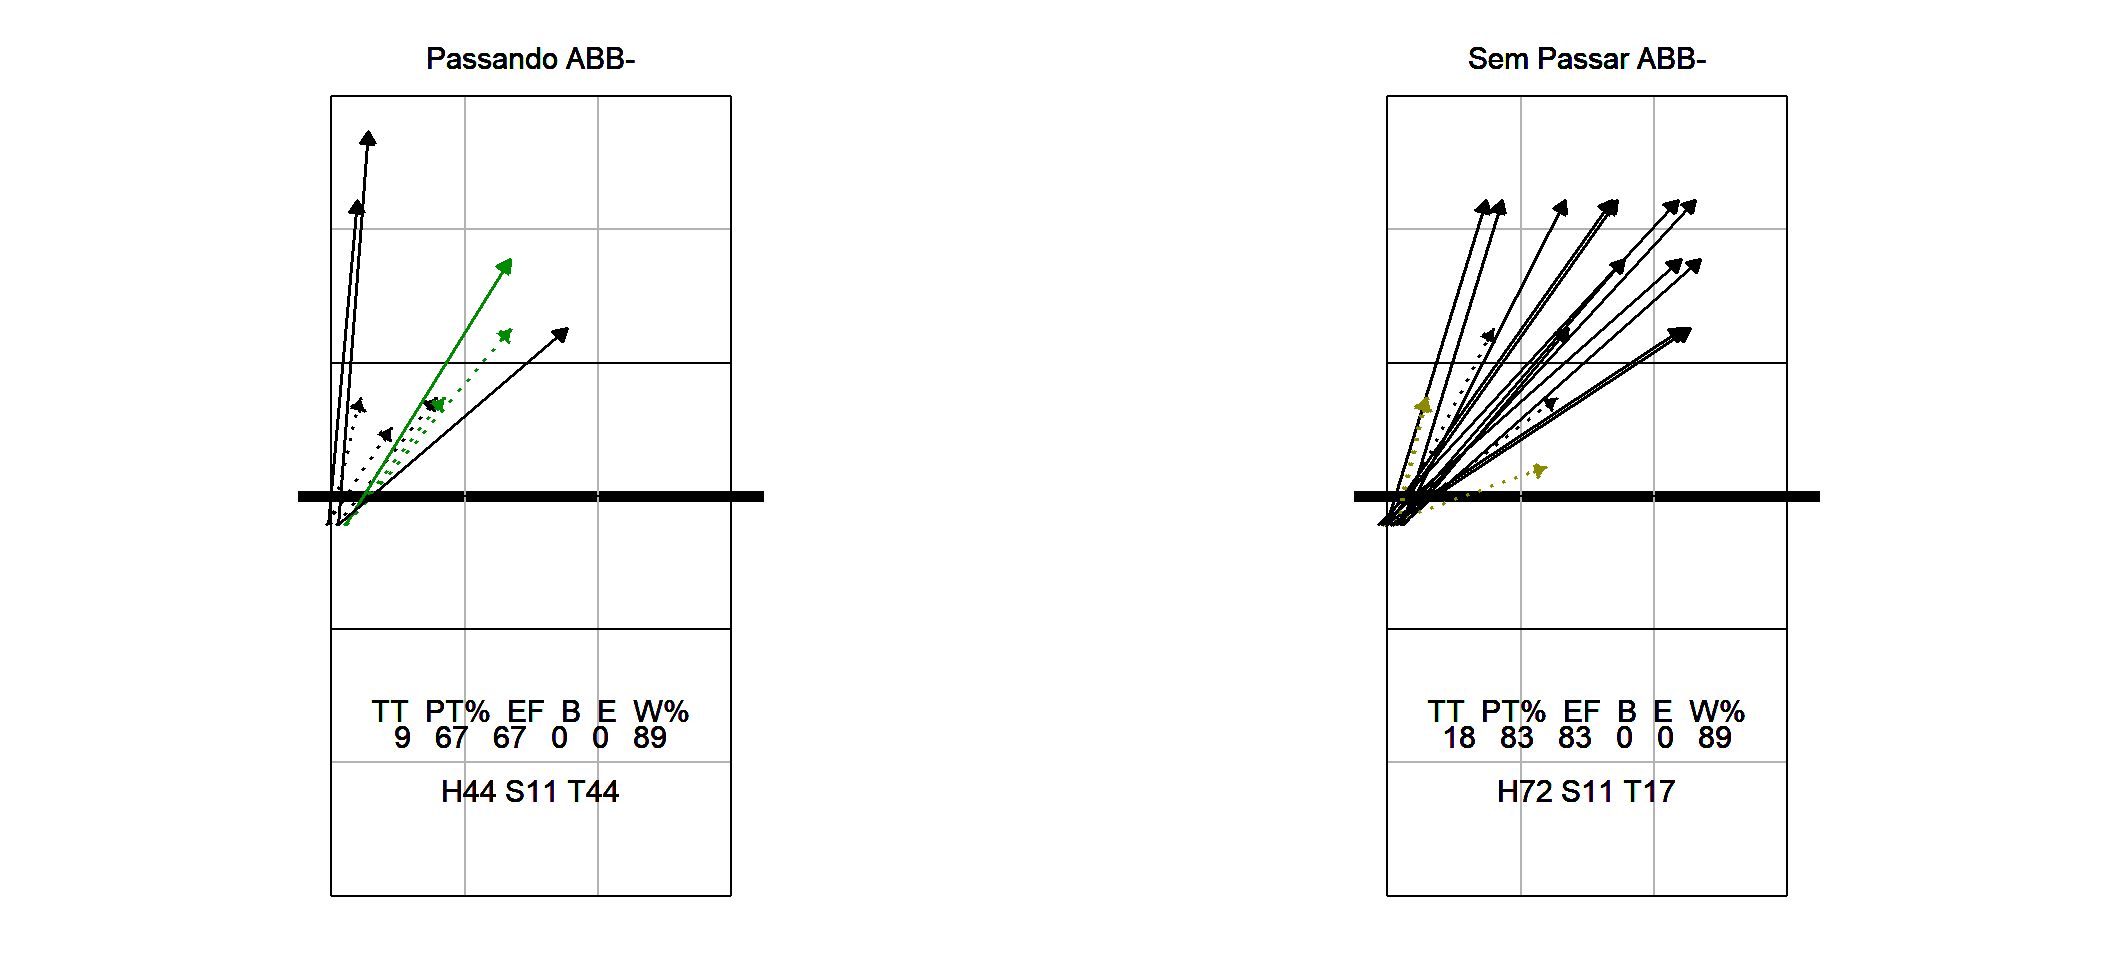 Passando ABB-
TT PT% EF B E W%
9 67 67 0 0 89
H44 S11 T44
Sem Passar ABB-
TT PT% EF B E W%
18 83 83 0 0 89
H72 S11 T17